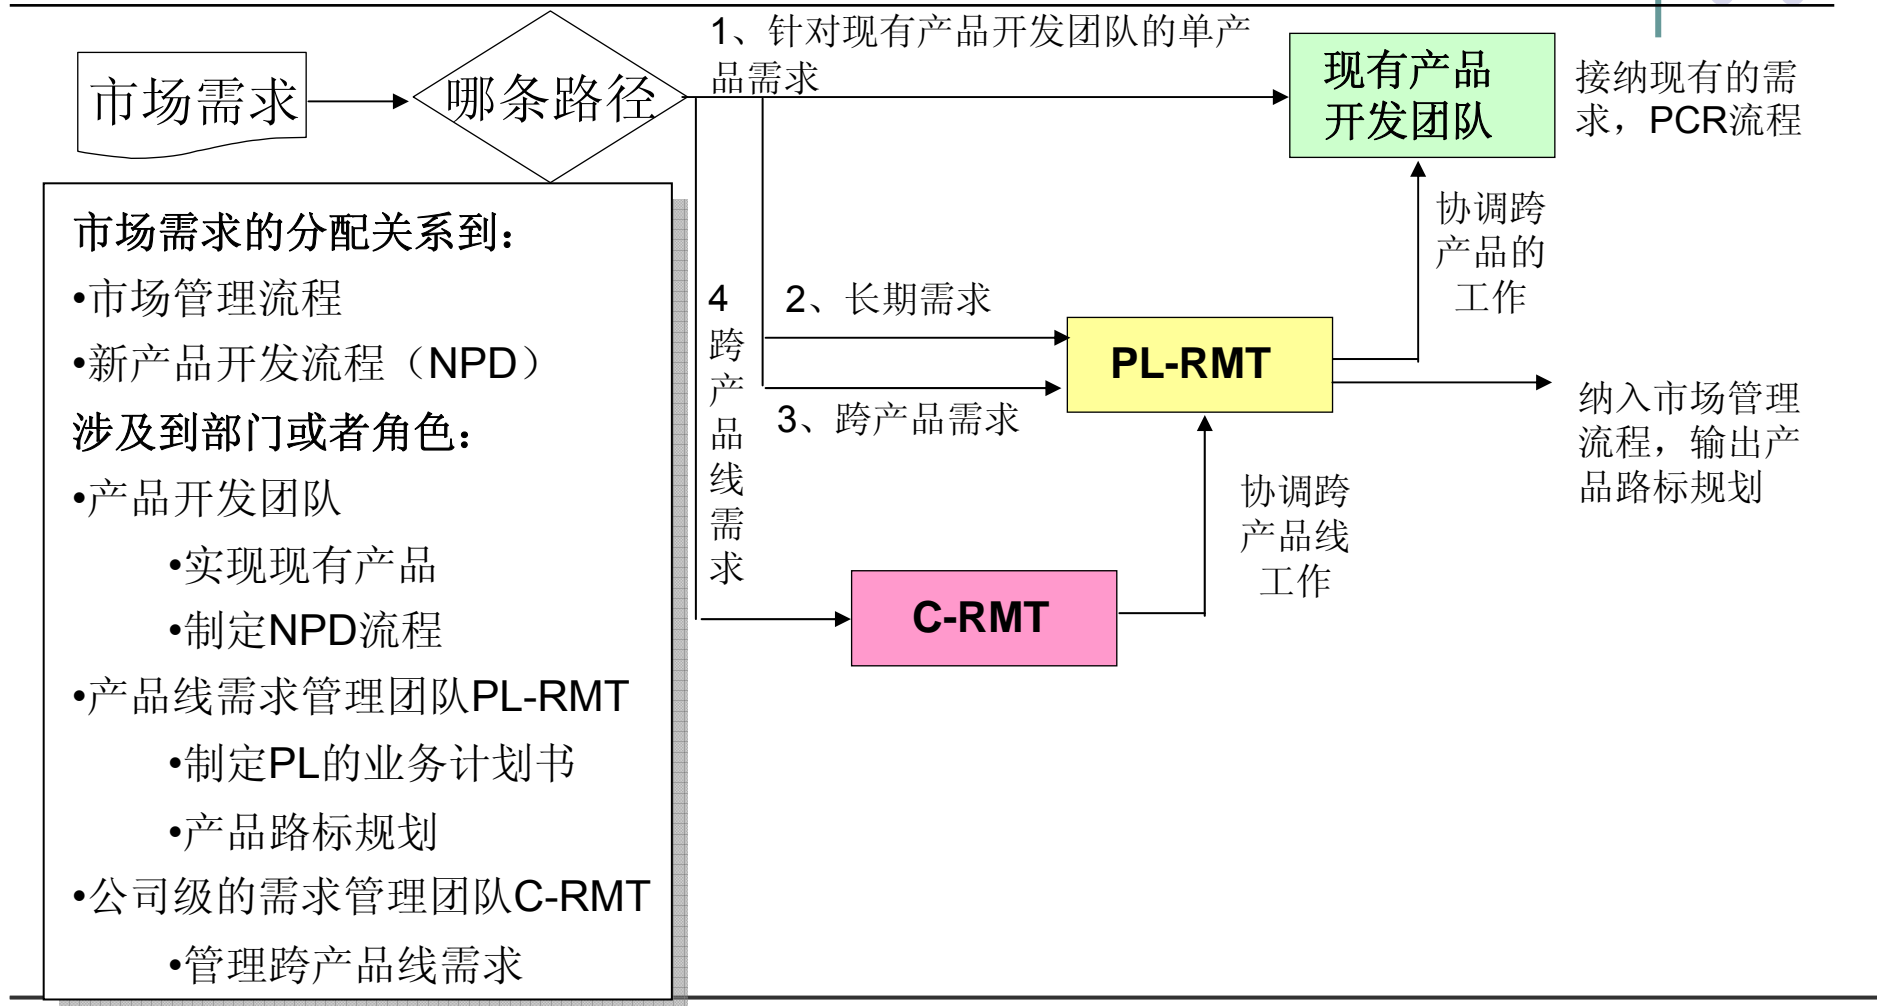 市场需求
哪条路径
1、针对现有产品开发团队的单产
品需求
现有产品
开发团队
接纳现有的需
求，PCR流程
市场需求的分配关系到：
•市场管理流程
•新产品开发流程（NPD）
涉及到部门或者角色：
•产品开发团队
•实现现有产品
•制定NPD流程
•产品线需求管理团队PL-RMT
•制定PL的业务计划书
•产品路标规划
•公司级的需求管理团队C-RMT
•管理跨产品线需求
4
跨
产
品
线
需
求
2、长期需求
3、跨产品需求
PL-RMT
协调跨
产品的
工作
纳入市场管理
流程，输出产
品路标规划
协调跨
产品线
工作
C-RMT